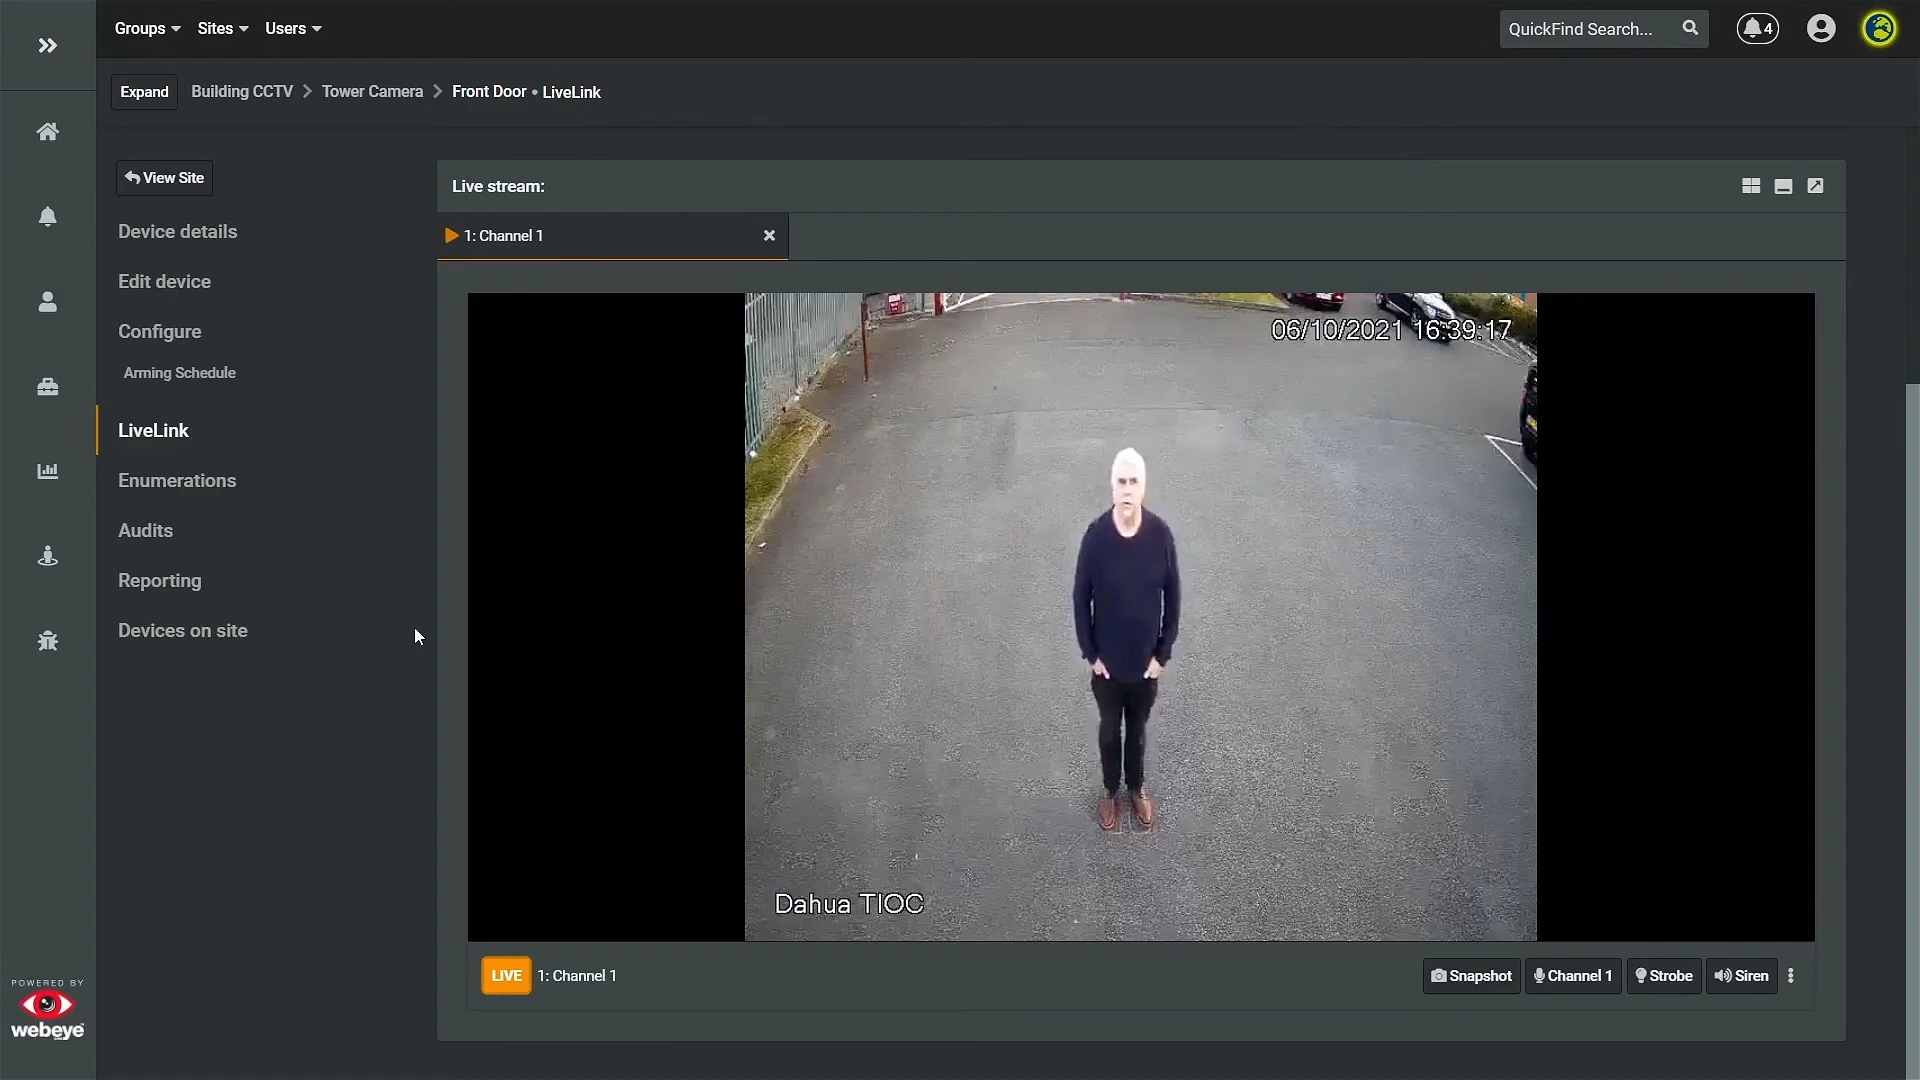 Groups Sites Users QuickFind Search... 4
Expand Building CCTV Tower Camera Front Door • LiveLink
View Site
Device details
Edit device
Configure
Arming Schedule
LiveLink
Enumerations
Audits
Reporting
Devices on site
Live stream:
1: Channel 1
06/10/2021 16:39:17
Dahua TIOC
LIVE 1: Channel 1 Snapshot Channel 1 Strobe Siren
POWERED BY
webeye